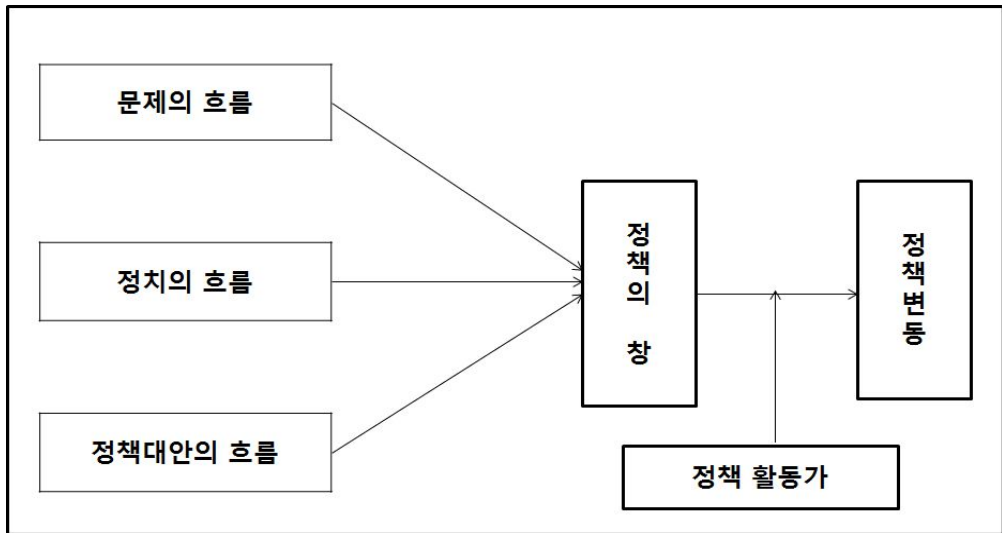 문제의 흐름
정치의 흐름
정책대안의 흐름
정책의 창
정책변동
정책 활동가